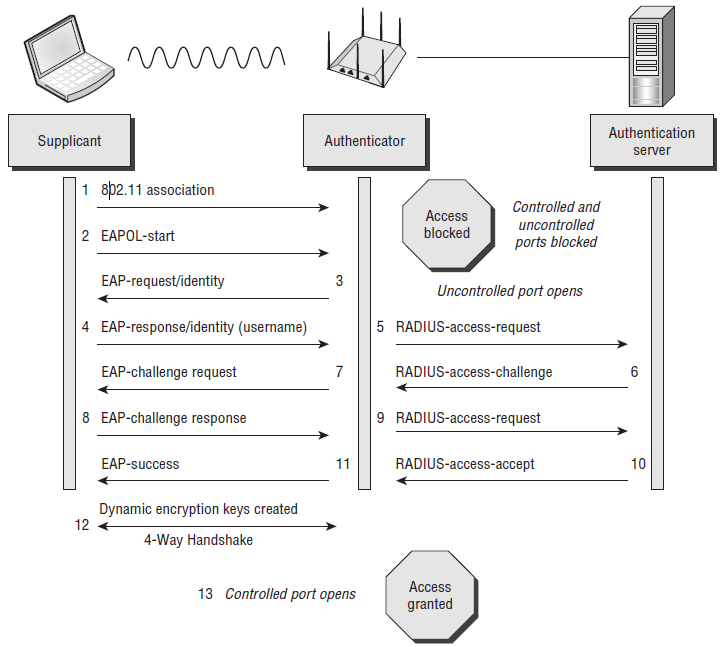 Supplicant
Authenticator
Authentication
server
1 802.11 association
Access
blocked
Controlled and
uncontrolled
ports blocked
2 EAPOL-start
EAP-request/identity 3
Uncontrolled port opens
4 EAP-response/identity (username)
5 RADIUS-access-request
EAP-challenge request 7
RADIUS-access-challenge 6
8 EAP-challenge response
9 RADIUS-access-request
EAP-success 11
RADIUS-access-accept 10
Dynamic encryption keys created
12
4-Way Handshake
13 Controlled port opens
Access
granted